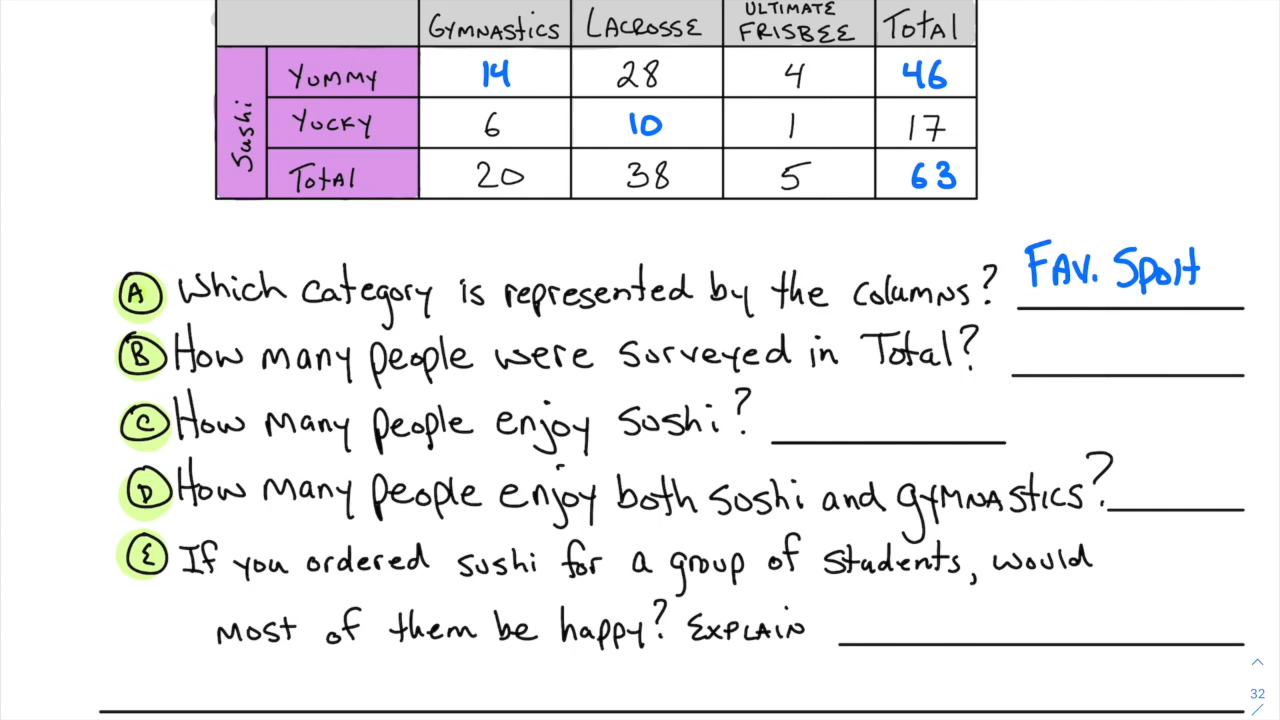 GYMNASTICS LACROSSE ULTIMATE FRISBEE TOTAL
Sushi
YUMMY 14 28 4 46
YUCKY 6 10 1 17
TOTAL 20 38 5 63
A Which category is represented by the columns? FAV. SPORT
B How many people were surveyed in Total?
C How many people enjoy sushi?
D How many people enjoy both sushi and gymnastics?
E If you ordered sushi for a group of students, would
most of them be happy? EXPLAIN
32